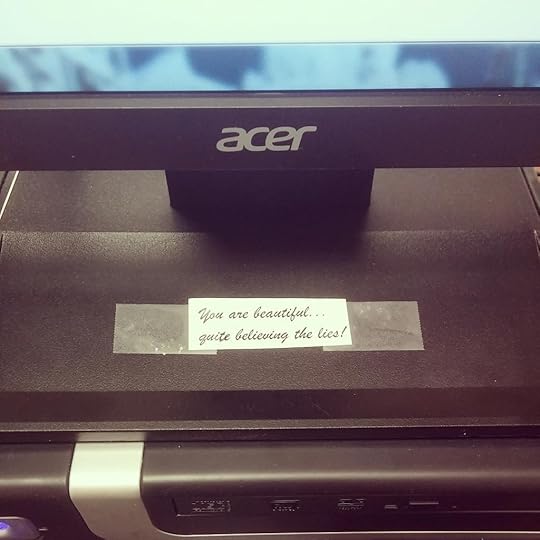 acer
You are beautiful...
quite believing the lies!